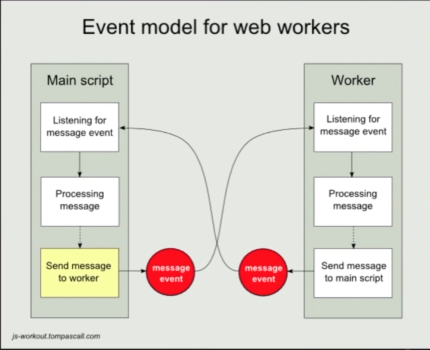 Event model for web workers
Main script
Listening for
message event
Processing
message
Send message
to worker
message
event
Worker
Listening for
message event
Processing
message
Send message
to main script
message
event
js-workout.tompascall.com